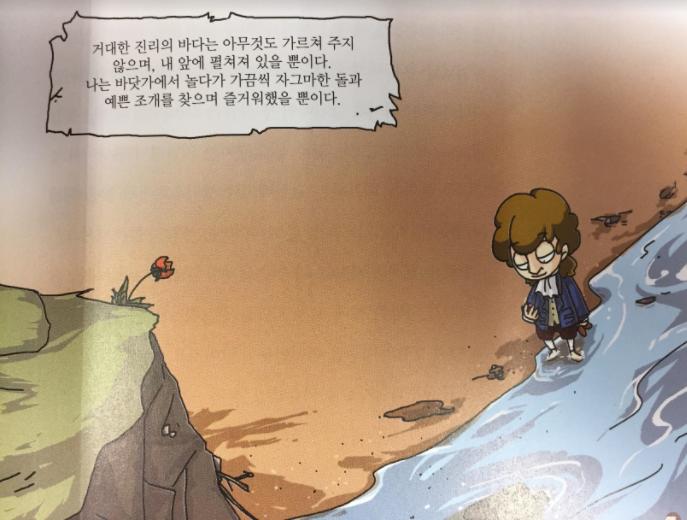 거대한 진리의 바다는 아무것도 가르쳐 주지
않으며, 내 앞에 펼쳐져 있을 뿐이다.
나는 바닷가에서 놀다가 가끔씩 자그마한 돌과
예쁜 조개를 찾으며 즐거워했을 뿐이다.